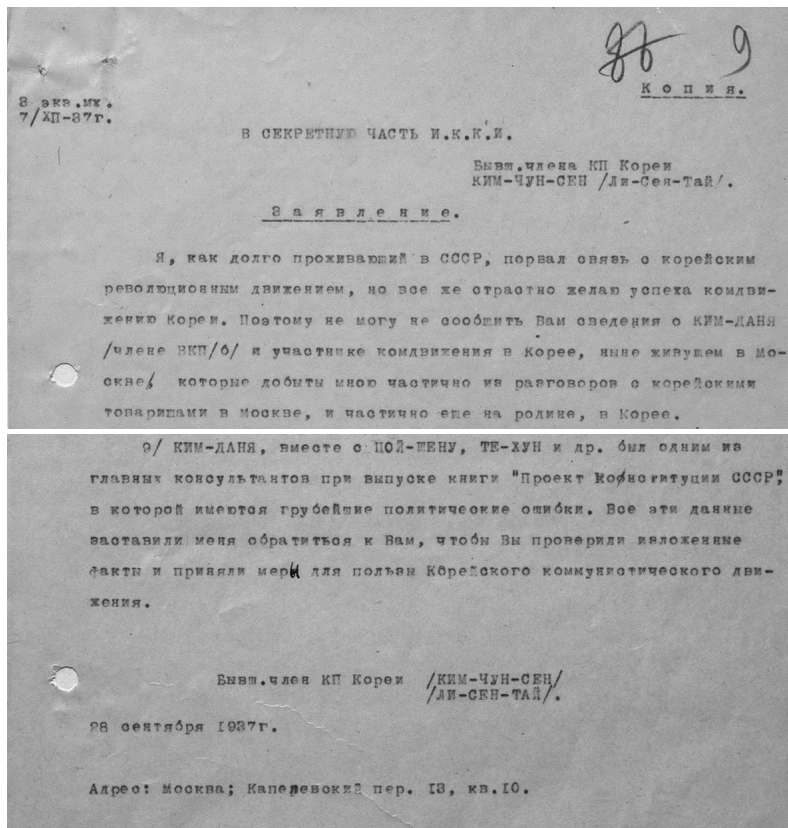 9
К о п и я.
3 экв.мк.
7/ХП-37г.
В СЕКРЕТНУЮ ЧАСТЬ И.К.К.И.
Бывш.члена КП Кореи
КИМ-ЧУН-СЕН /Ли-Сен-Тай/.
З а я в л е н и е.
Я, как долго проживающий в СССР, порвал связь с корейским
революционным движением, но все же страстно желаю успеха комдви-
жению Кореи. Поэтому не могу не сообщить Вам сведения о КИМ-ДАНЯ
/члене ВКП/б/ и участнике комдвижения в Корее, ныне живущем в Мо-
скве/, которые добыты мною частично из разговоров с корейскими
товарищами в Москве, и частично еще на родине, в Корее.
9/ КИМ-ДАНЯ, вместе с ЦОЙ-ШЕНУ, ТЕ-ХУН и др. был одним из
главных консультантов при выпуске книги "Проект Конституции СССР",
в которой имеются грубейшие политические ошибки. Все эти данные
заставили меня обратиться к Вам, чтобы Вы проверили изложенные
факты и приняли меры для пользы Корейского коммунистического дви-
жения.
Бывш.член КП Кореи /КИМ-ЧУН-СЕН/
/ЛИ-СЕН-ТАЙ/.
28 сентября 1937г.
Адрес: Москва; Капелевский пер. 13, кв.10.